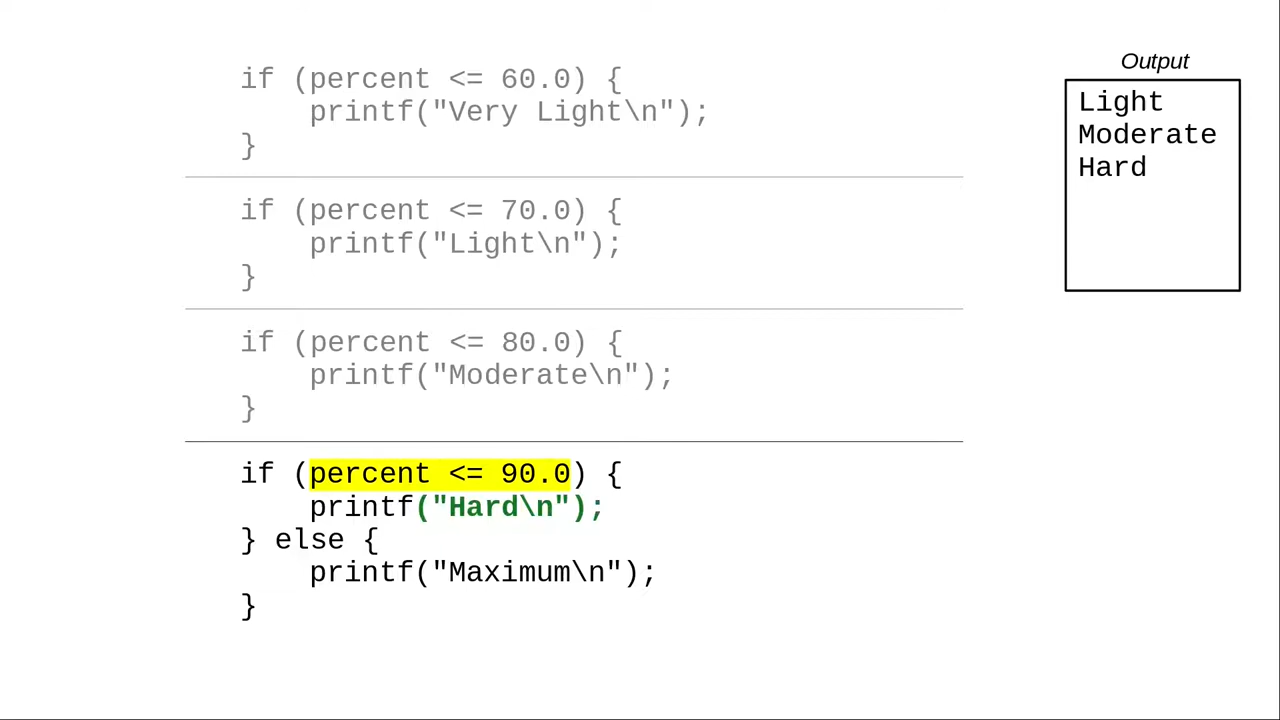 if (percent <= 60.0) {
    printf("Very Light\n");
}
if (percent <= 70.0) {
    printf("Light\n");
}
if (percent <= 80.0) {
    printf("Moderate\n");
}
if (percent <= 90.0) {
    printf("Hard\n");
} else {
    printf("Maximum\n");
}
Output
Light
Moderate
Hard